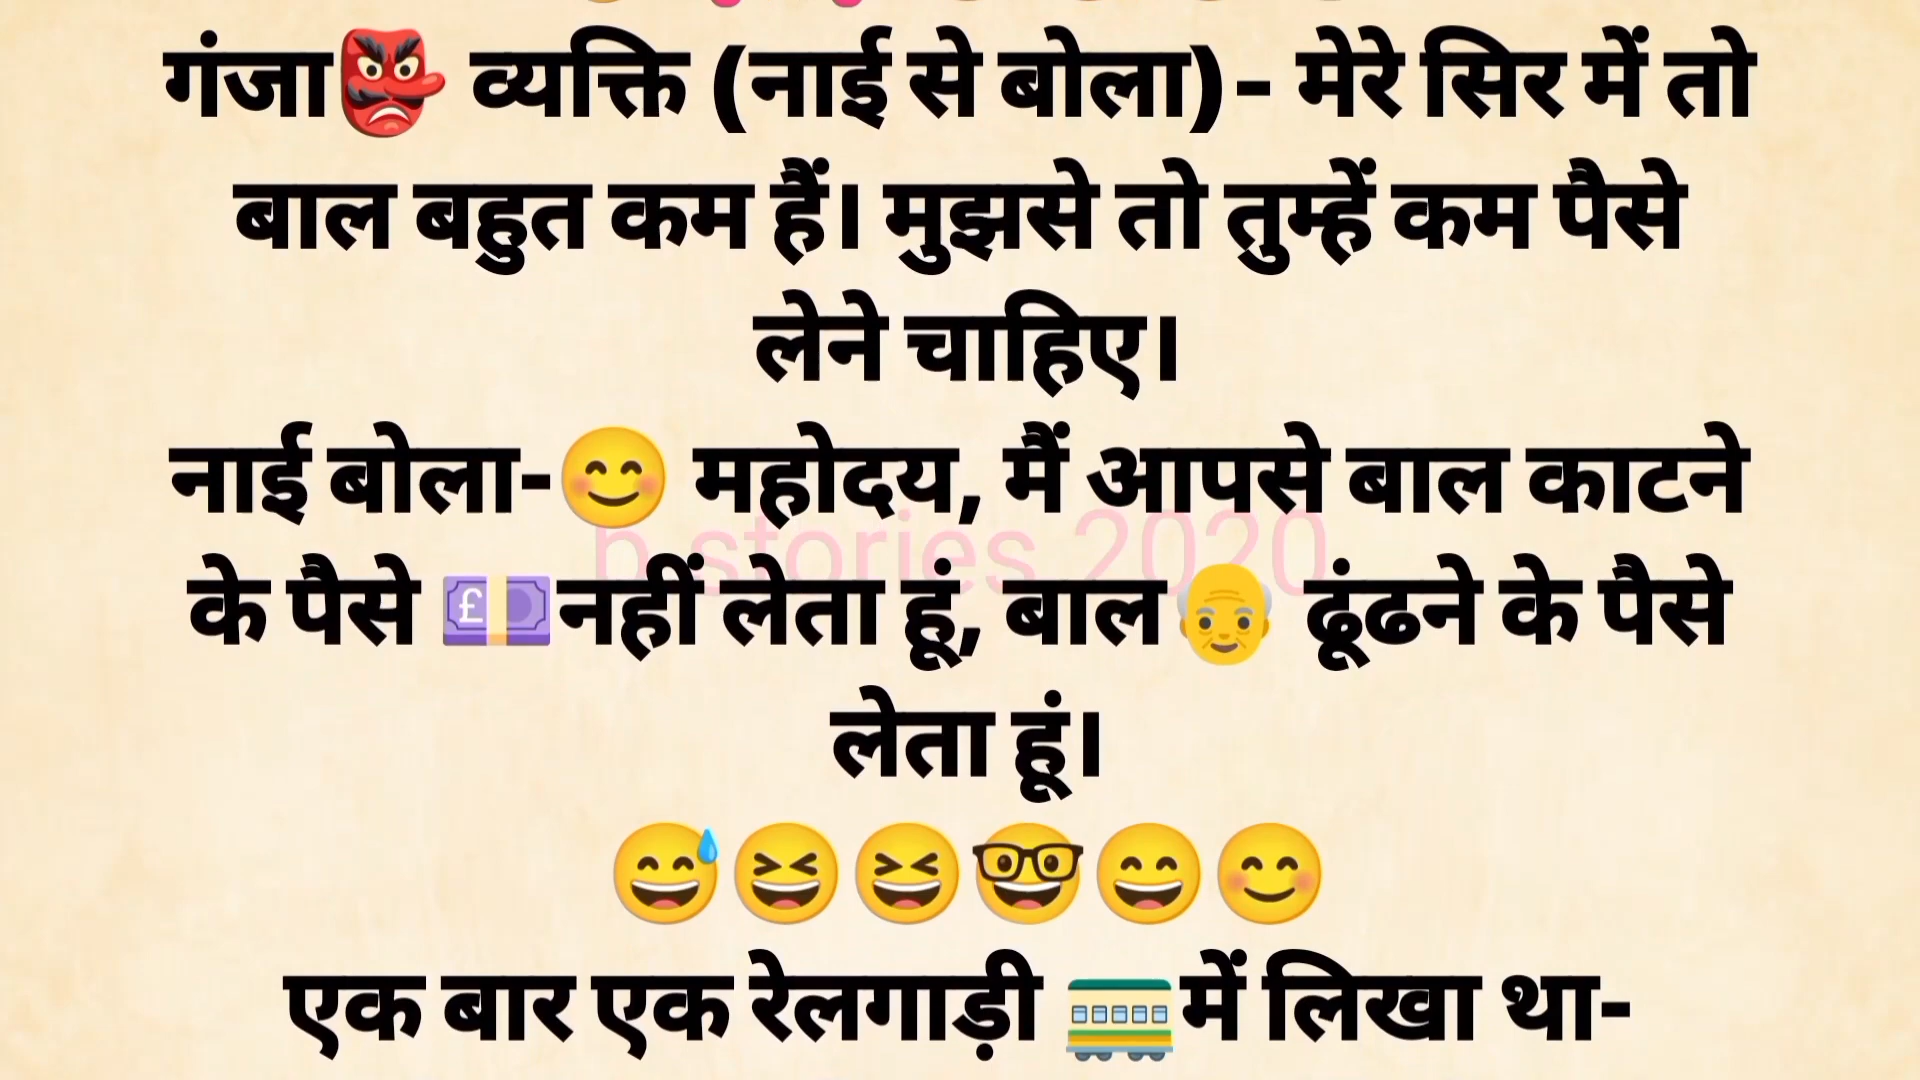 गंजा👺 व्यक्ति (नाई से बोला)- मेरे सिर में तो
बाल बहुत कम हैं। मुझसे तो तुम्हें कम पैसे
लेने चाहिए।
नाई बोला-😊 महोदय, मैं आपसे बाल काटने
b stories 2020
के पैसे 💷नहीं लेता हूं, बाल👴 ढूंढने के पैसे
लेता हूं।
😅😆😆🤓😄😊
एक बार एक रेलगाड़ी 🚃में लिखा था-